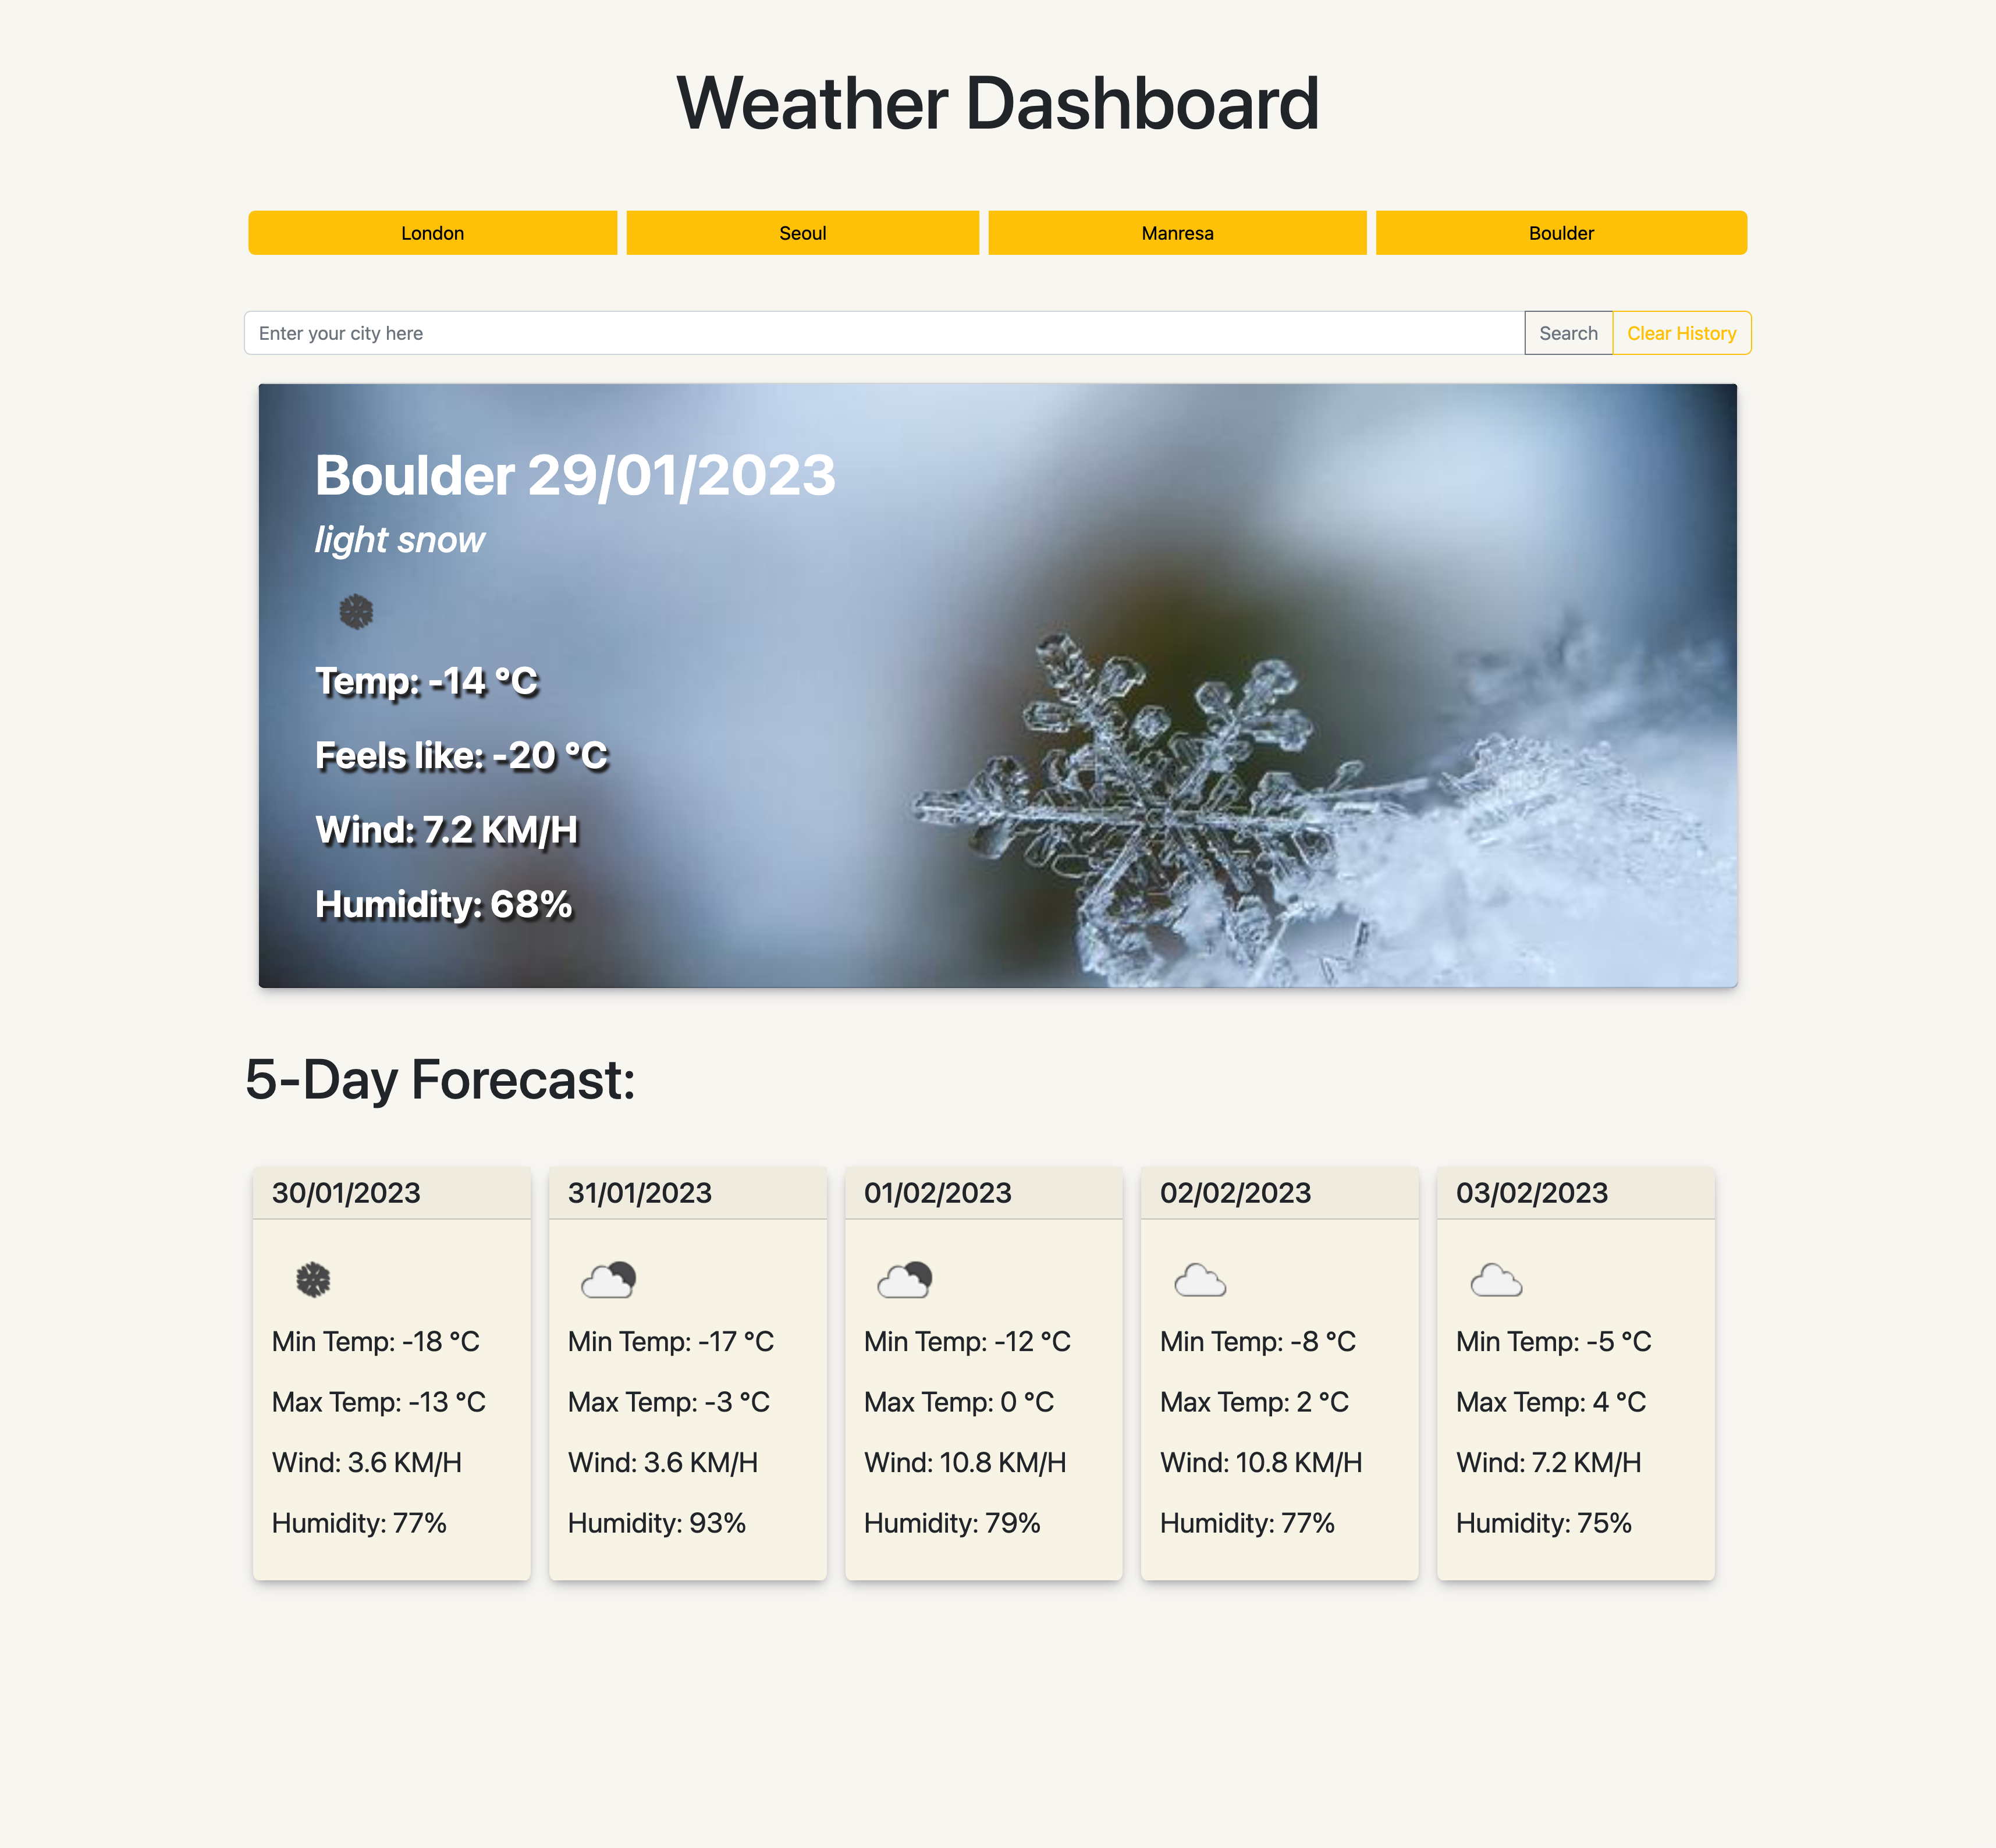 Weather Dashboard
London Seoul Manresa Boulder
Enter your city here Search Clear History
Boulder 29/01/2023
light snow
Temp: -14 °C
Feels like: -20 °C
Wind: 7.2 KM/H
Humidity: 68%
5-Day Forecast:
30/01/2023
Min Temp: -18 °C
Max Temp: -13 °C
Wind: 3.6 KM/H
Humidity: 77%
31/01/2023
Min Temp: -17 °C
Max Temp: -3 °C
Wind: 3.6 KM/H
Humidity: 93%
01/02/2023
Min Temp: -12 °C
Max Temp: 0 °C
Wind: 10.8 KM/H
Humidity: 79%
02/02/2023
Min Temp: -8 °C
Max Temp: 2 °C
Wind: 10.8 KM/H
Humidity: 77%
03/02/2023
Min Temp: -5 °C
Max Temp: 4 °C
Wind: 7.2 KM/H
Humidity: 75%